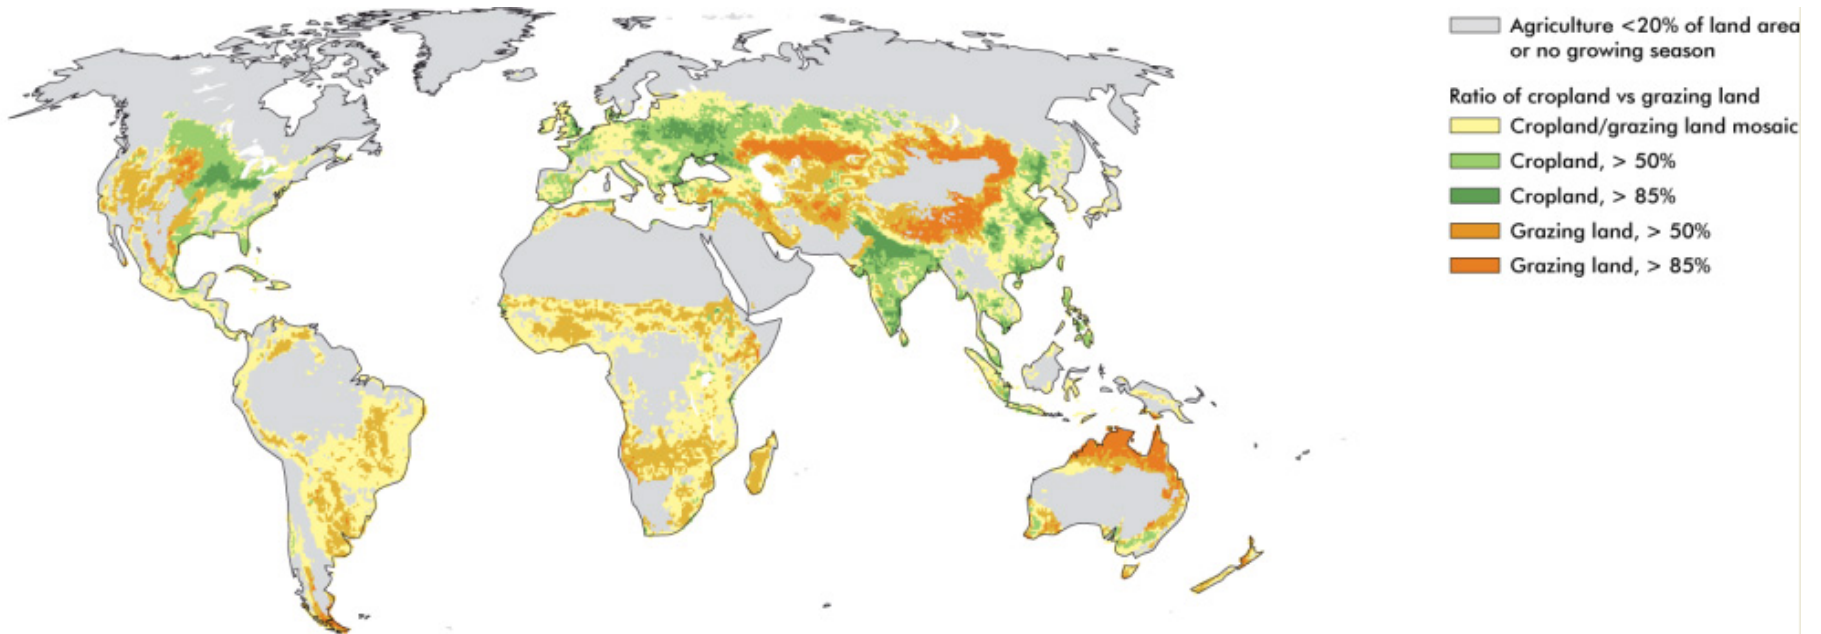 Agriculture <20% of land area
or no growing season
Ratio of cropland vs grazing land
Cropland/grazing land mosaic
Cropland, > 50%
Cropland, > 85%
Grazing land, > 50%
Grazing land, > 85%